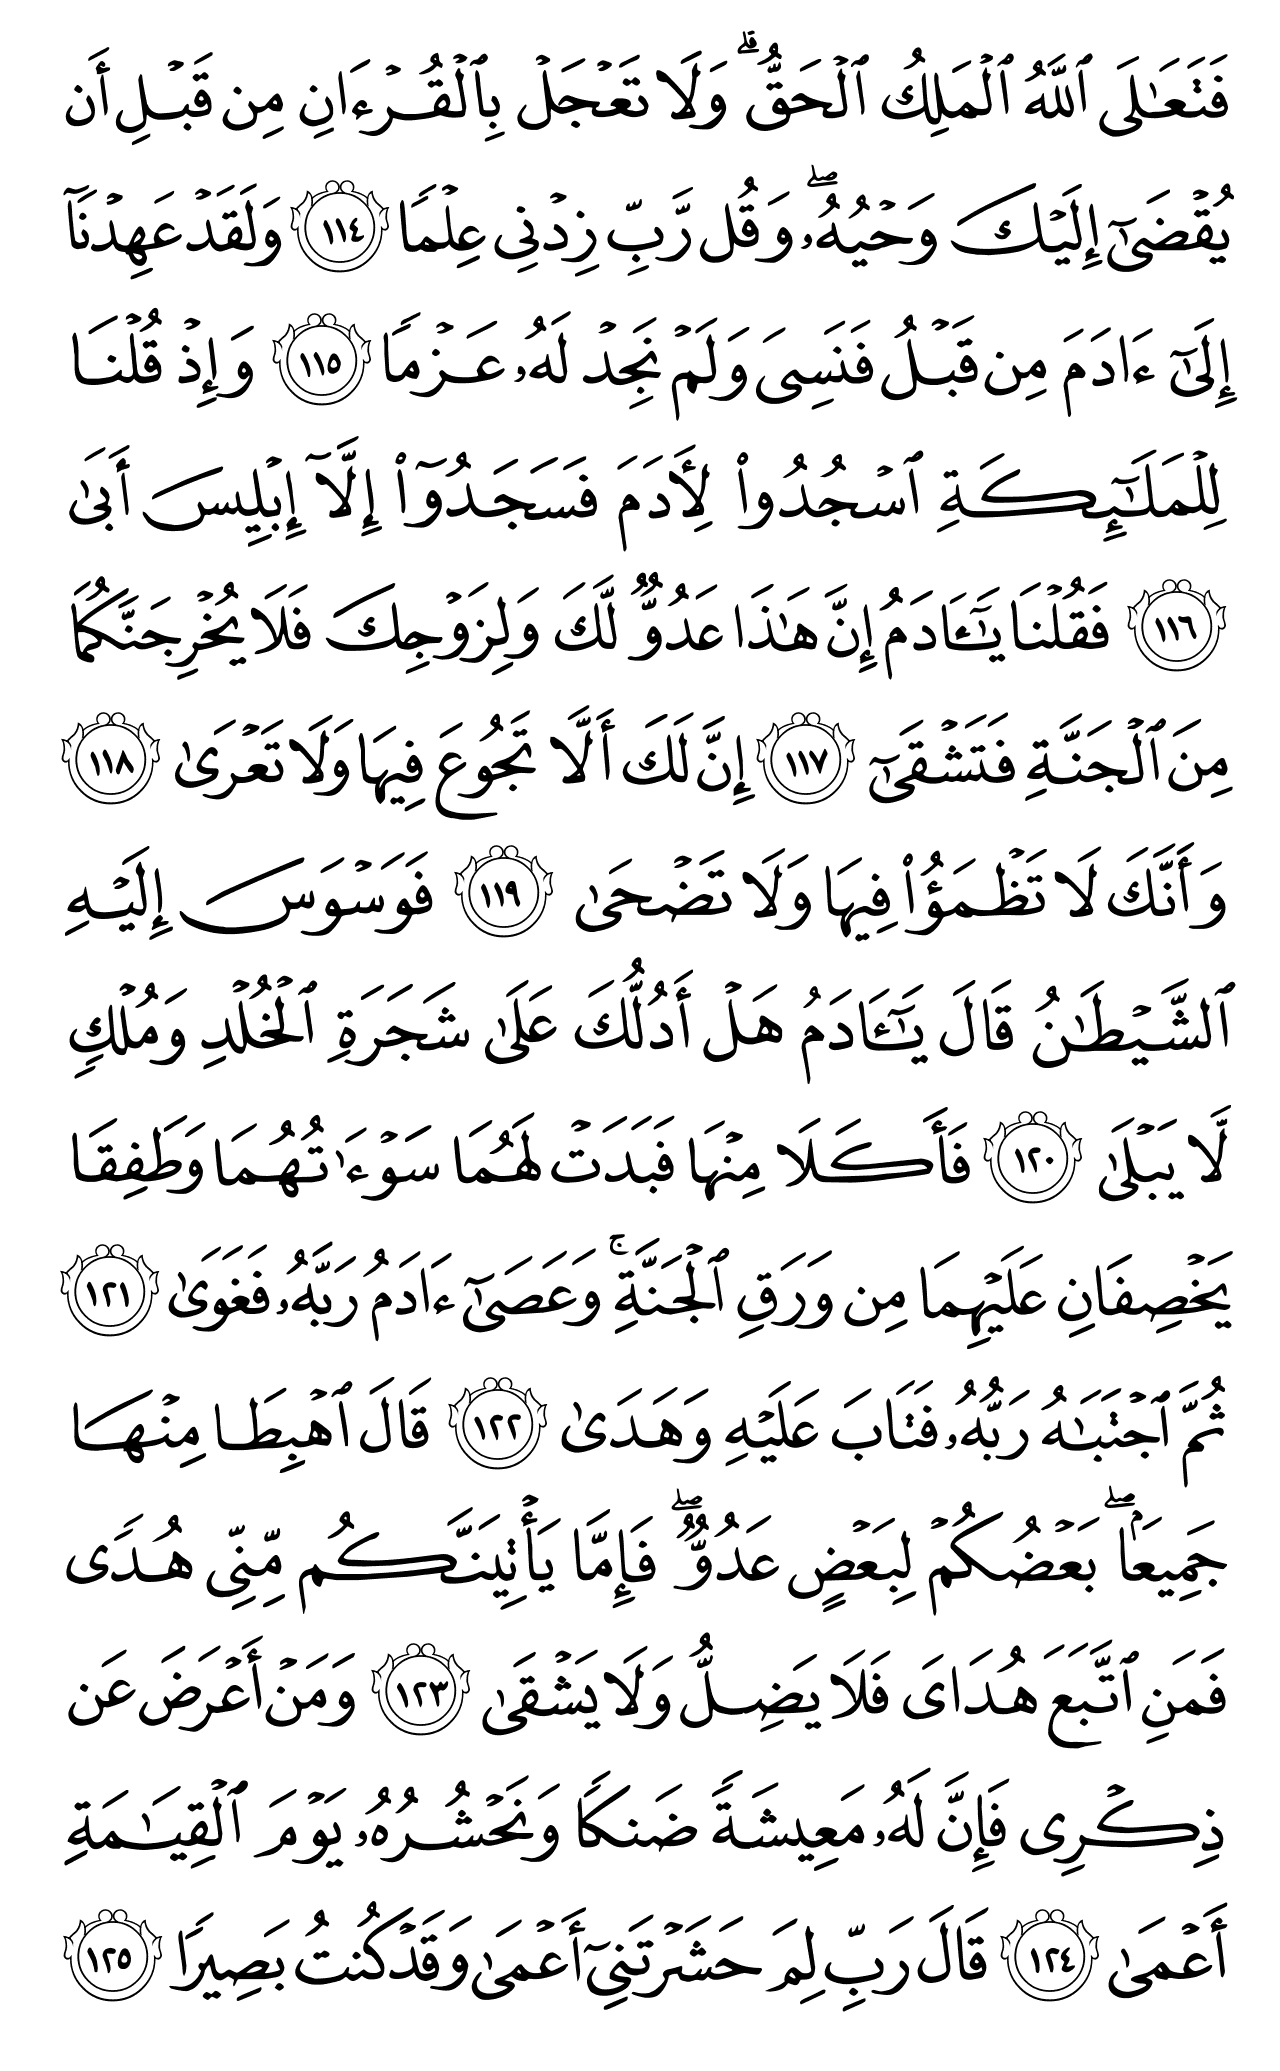 فَتَعَٰلَى ٱللَّهُ ٱلْمَلِكُ ٱلْحَقُّ ۗ وَلَا تَعْجَلْ بِٱلْقُرْءَانِ مِن قَبْلِ أَن
يُقْضَىٰٓ إِلَيْكَ وَحْيُهُۥ ۖ وَقُل رَّبِّ زِدْنِى عِلْمًا ١١٤ وَلَقَدْ عَهِدْنَآ
إِلَىٰٓ ءَادَمَ مِن قَبْلُ فَنَسِىَ وَلَمْ نَجِدْ لَهُۥ عَزْمًا ١١٥ وَإِذْ قُلْنَا
لِلْمَلَٰٓئِكَةِ ٱسْجُدُوا۟ لِأَدَمَ فَسَجَدُوٓا۟ إِلَّآ إِبْلِيسَ أَبَىٰ
١١٦ فَقُلْنَا يَٰٓـَٔادَمُ إِنَّ هَٰذَا عَدُوٌّ لَّكَ وَلِزَوْجِكَ فَلَا يُخْرِجَنَّكُمَا
مِنَ ٱلْجَنَّةِ فَتَشْقَىٰٓ ١١٧ إِنَّ لَكَ أَلَّا تَجُوعَ فِيهَا وَلَا تَعْرَىٰ ١١٨
وَأَنَّكَ لَا تَظْمَؤُا۟ فِيهَا وَلَا تَضْحَىٰ ١١٩ فَوَسْوَسَ إِلَيْهِ
ٱلشَّيْطَٰنُ قَالَ يَٰٓـَٔادَمُ هَلْ أَدُلُّكَ عَلَىٰ شَجَرَةِ ٱلْخُلْدِ وَمُلْكٍ
لَّا يَبْلَىٰ ١٢٠ فَأَكَلَا مِنْهَا فَبَدَتْ لَهُمَا سَوْءَٰتُهُمَا وَطَفِقَا
يَخْصِفَانِ عَلَيْهِمَا مِن وَرَقِ ٱلْجَنَّةِ ۚ وَعَصَىٰٓ ءَادَمُ رَبَّهُۥ فَغَوَىٰ ١٢١
ثُمَّ ٱجْتَبَٰهُ رَبُّهُۥ فَتَابَ عَلَيْهِ وَهَدَىٰ ١٢٢ قَالَ ٱهْبِطَا مِنْهَا
جَمِيعًۢا ۖ بَعْضُكُمْ لِبَعْضٍ عَدُوٌّ ۖ فَإِمَّا يَأْتِيَنَّكُم مِّنِّى هُدًى
فَمَنِ ٱتَّبَعَ هُدَاىَ فَلَا يَضِلُّ وَلَا يَشْقَىٰ ١٢٣ وَمَنْ أَعْرَضَ عَن
ذِكْرِى فَإِنَّ لَهُۥ مَعِيشَةً ضَنكًا وَنَحْشُرُهُۥ يَوْمَ ٱلْقِيَٰمَةِ
أَعْمَىٰ ١٢٤ قَالَ رَبِّ لِمَ حَشَرْتَنِىٓ أَعْمَىٰ وَقَدْ كُنتُ بَصِيرًا ١٢٥